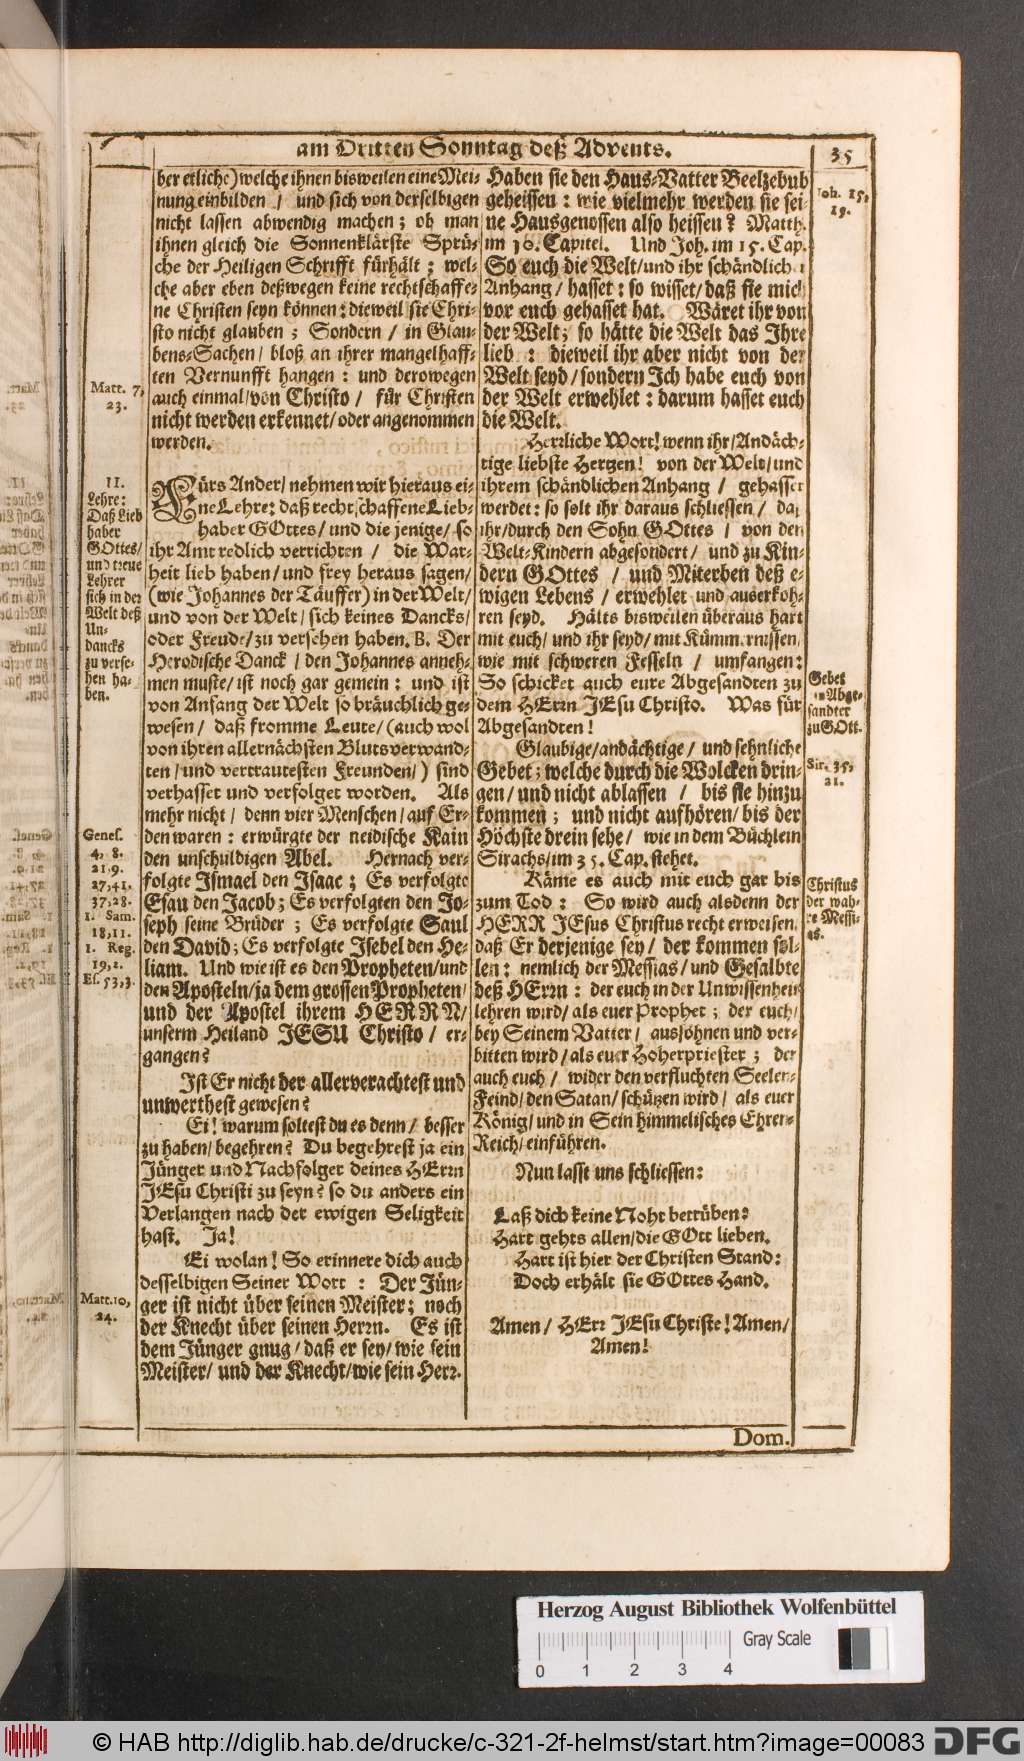 am Dritten Sonntag deß Advents.
35
ber etliche) welche ihnen bisweilen eine Mei-
nung einbilden / und sich von derselbigen
nicht lassen abwendig machen; ob man
ihnen gleich die Sonnenklärste Sprü-
che der Heiligen Schrifft fürhält; wel-
che aber eben deßwegen keine rechtschaffe-
ne Christen seyn können: dieweil sie Chri-
sto nicht glauben; Sondern / in Glau-
bens-Sachen / bloß an ihrer mangelhaff-
ten Vernunfft hangen: und derowegen
auch einmal / von Christo / für Christen
nicht werden erkennet / oder angenommen
werden.
Matt. 7,
23.
Fürs Ander / nehmen wir hieraus ei-
ne Lehre: daß rechtschaffene Lieb-
haber GOttes / und die jenige / so
ihr Amt redlich verrichten / die War-
heit lieb haben / und frey heraus sagen /
(wie Johannes der Täuffer) in der Welt /
und von der Welt / sich keines Dancks /
oder Freude / zu versehen haben. B. Der
Herodische Danck / den Johannes anneh-
men muste / ist noch gar gemein: und ist
von Anfang der Welt so bräuchlich ge-
wesen / daß fromme Leute / (auch wol
von ihren allernächsten Blutsverwand-
ten / und vertrautesten Freunden /) sind
verhasset und verfolget worden. Als
mehr nicht / denn vier Menschen / auf Er-
den waren: erwürgte der neidische Kain
den unschuldigen Abel. Hernach ver-
folgte Ismael den Isaac; Es verfolgte
Esau den Jacob; Es verfolgten den Jo-
seph seine Brüder; Es verfolgte Saul
den David; Es verfolgte Isebel den He-
liam. Und wie ist es den Propheten / und
den Aposteln / ja dem grossen Propheten /
und der Apostel ihrem HERRN /
unserm Heiland JESU Christo / er-
gangen?
II.
Lehre:
Daß Lieb
haber
GOttes /
und treue
Lehrer
sich in der
Welt deß
Un-
dancks
zu verse-
hen ha-
ben.
Genes.
4, 8.
21, 9.
27, 41.
37, 28.
1. Sam.
18, 11.
1. Reg.
19, 2.
Es. 53, 3.
Ist Er nicht der allerverachtest und
unwerthest gewesen?
Ei! warum soltest du es denn / besser
zu haben / begehren? Du begehrest ja ein
Jünger und Nachfolger deines HErrn
JEsu Christi zu seyn? so du anders ein
Verlangen nach der ewigen Seligkeit
hast. Ja!
Ei wolan! So erinnere dich auch
desselbigen Seiner Wort: Der Jün-
ger ist nicht über seinen Meister; noch
der Knecht über seinen Herrn. Es ist
dem Jünger gnug / daß er sey / wie sein
Meister / und der Knecht / wie sein Herr.
Matt. 10,
24.
Haben sie den Haus-Vatter Beelzebub
geheissen: wie vielmehr werden sie sei-
ne Hausgenossen also heissen? Matth.
im 10. Capitel. Und Joh. im 15. Cap.
So euch die Welt / und ihr schändlicher
Anhang / hasset: so wisset / daß sie mich
vor euch gehasset hat. Wäret ihr von
der Welt; so hätte die Welt das Ihre
lieb: dieweil ihr aber nicht von der
Welt seyd / sondern Ich habe euch von
der Welt erwehlet: darum hasset euch
die Welt.
Joh. 15,
19.
Herrliche Wort! wenn ihr / Andäch-
tige liebste Hertzen! von der Welt / und
ihrem schändlichen Anhang / gehasset
werdet: so solt ihr daraus schliessen / daß
ihr / durch den Sohn GOttes / von den
Welt-Kindern abgesondert / und zu Kin-
dern GOttes / und Miterben deß e-
wigen Lebens / erwehlet und auserkoh-
ren seyd. Hälts bisweilen überaus hart
mit euch / und ihr seyd / mit Kümmernissen /
wie mit schweren Fesseln / umfangen:
So schicket auch eure Abgesandten zu
dem HErrn JEsu Christo. Was für
Abgesandten!
Gebet
ein Abge-
sandter
zu GOtt.
Glaubige / andächtige / und sehnliche
Gebet; welche durch die Wolcken drin-
gen / und nicht ablassen / bis sie hinzu
kommen; und nicht aufhören / bis der
Höchste drein sehe / wie in dem Büchlein
Sirachs / im 35. Cap. stehet.
Sir. 35,
21.
Käme es auch mit euch gar bis
zum Tod: So wird auch alsdenn der
HERR JEsus Christus recht erweisen,
daß Er derjenige sey / der kommen sol-
len: nemlich der Messias / und Gesalbte
deß HErrn: der euch in der Unwissenheit
lehren wird / als euer Prophet; der euch /
bey Seinem Vatter / aussöhnen und ver-
bitten wird / als euer Hoherpriester; der
auch euch / wider den verfluchten Seelen-
Feind / den Satan / schützen wird / als euer
König / und in Sein himmelisches Ehren-
Reich / einführen.
Christus
der wah-
re Messi-
as.
Nun lasst uns schliessen:
Laß dich keine Noht betrüben:
Hart gehts allen / die GOtt lieben.
Hart ist hier der Christen Stand:
Doch erhält sie GOttes Hand.
Amen / HErr JEsu Christe! Amen /
Amen!
Dom.
Herzog August Bibliothek Wolfenbüttel
Gray Scale
0 1 2 3 4
© HAB http://diglib.hab.de/drucke/c-321-2f-helmst/start.htm?image=00083
DFG